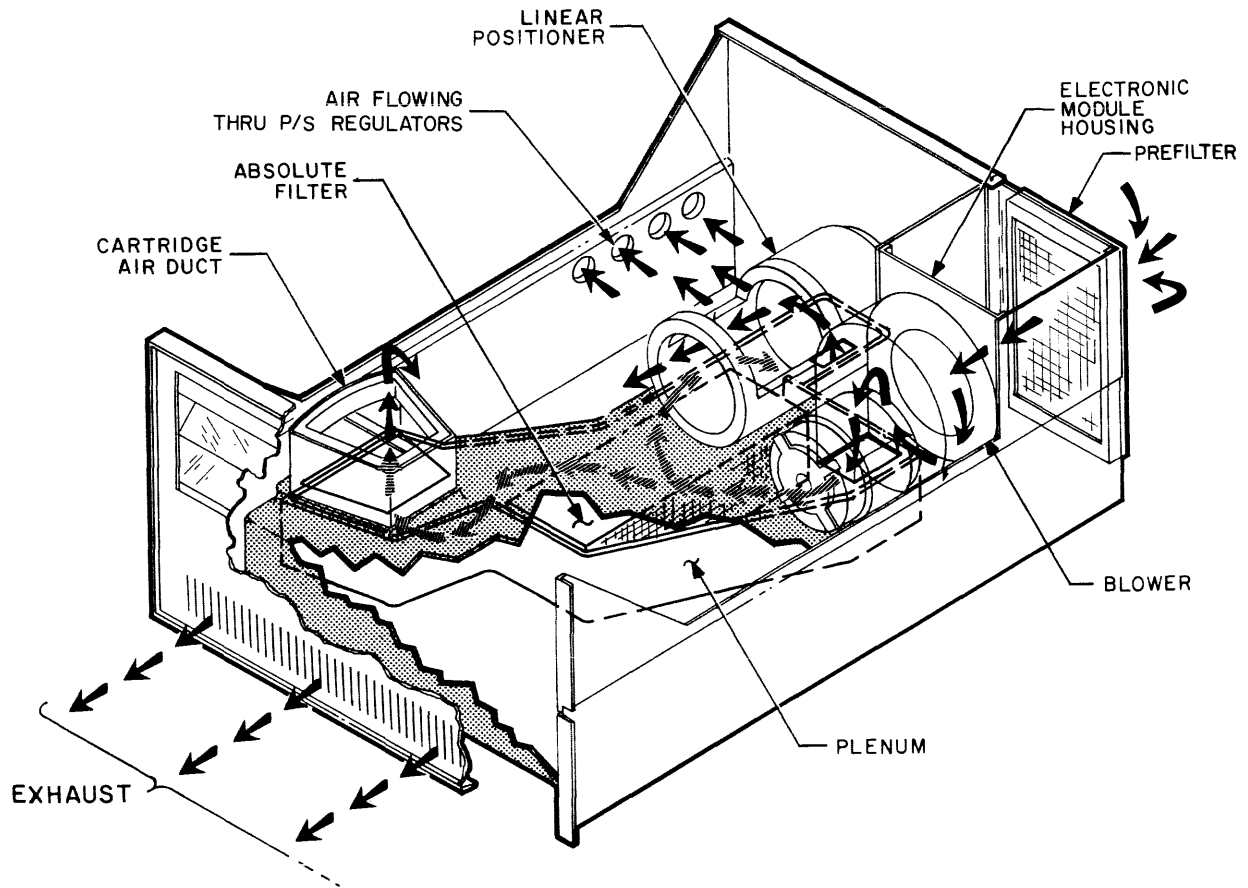 LINEAR
POSITIONER
AIR FLOWING
THRU P/S REGULATORS
ELECTRONIC
MODULE
HOUSING
PREFILTER
ABSOLUTE
FILTER
CARTRIDGE
AIR DUCT
BLOWER
PLENUM
EXHAUST